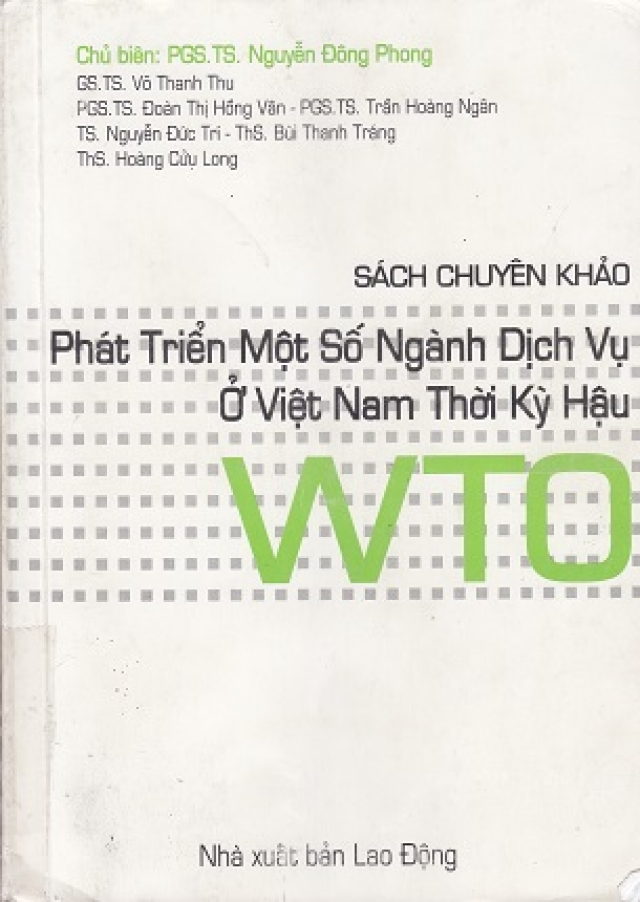 Chủ biên: PGS.TS. Nguyễn Đông Phong
GS.TS. Võ Thanh Thu
PGS.TS. Đoàn Thị Hồng Vân - PGS.TS. Trần Hoàng Ngân
TS. Nguyễn Đức Trí - ThS. Bùi Thanh Tráng
ThS. Hoàng Cửu Long
SÁCH CHUYÊN KHẢO
Phát Triển Một Số Ngành Dịch Vụ
Ở Việt Nam Thời Kỳ Hậu
WTO
Nhà xuất bản Lao Động